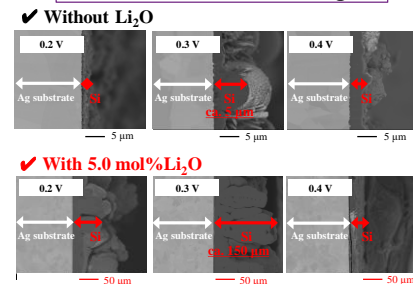 ✔ Without Li₂O
0.2 V
0.3 V
0.4 V
Ag substrate
Si
Ag substrate
Si
ca. 5 μm
Ag substrate
Si
5 μm
5 μm
5 μm
✔ With 5.0 mol%Li₂O
0.2 V
0.3 V
0.4 V
Ag substrate
Si
Ag substrate
Si
ca. 150 μm
Ag substrate
Si
50 μm
50 μm
50 μm